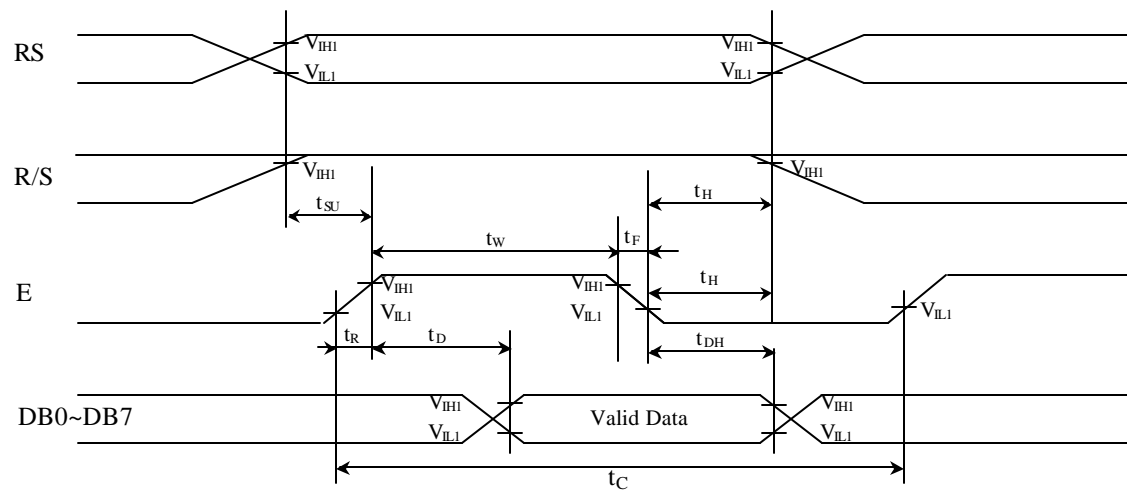 RS
VIH1
VIL1
VIH1
VIL1
R/S
VIH1
VIH1
tSU
tH
tW
tF
E
VIH1
VIL1
VIH1
VIL1
tH
VIL1
tR
tD
tDH
DB0~DB7
VIH1
VIL1
Valid Data
VIH1
VIL1
tC